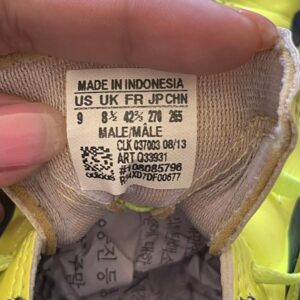 MADE IN INDONESIA
US UK FR JP CHN
9 8½ 42⅔ 270 265
MALE/MÂLE
CLK 037003 08/13
ART Q33931
#108085796
adidas